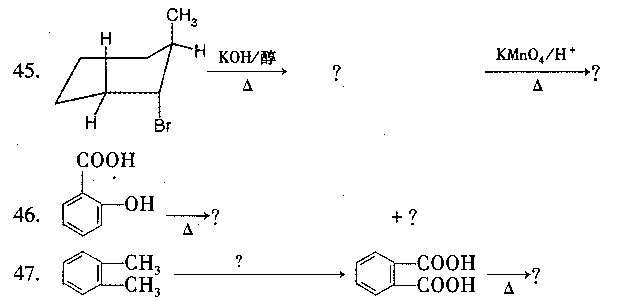 CH₃
H
H
45.
KOH/醇
Δ
?
KMnO₄/H⁺
Δ
?
H
Br
COOH
46.
OH
Δ
?
+?
47.
CH₃
CH₃
?
COOH
COOH
Δ
?